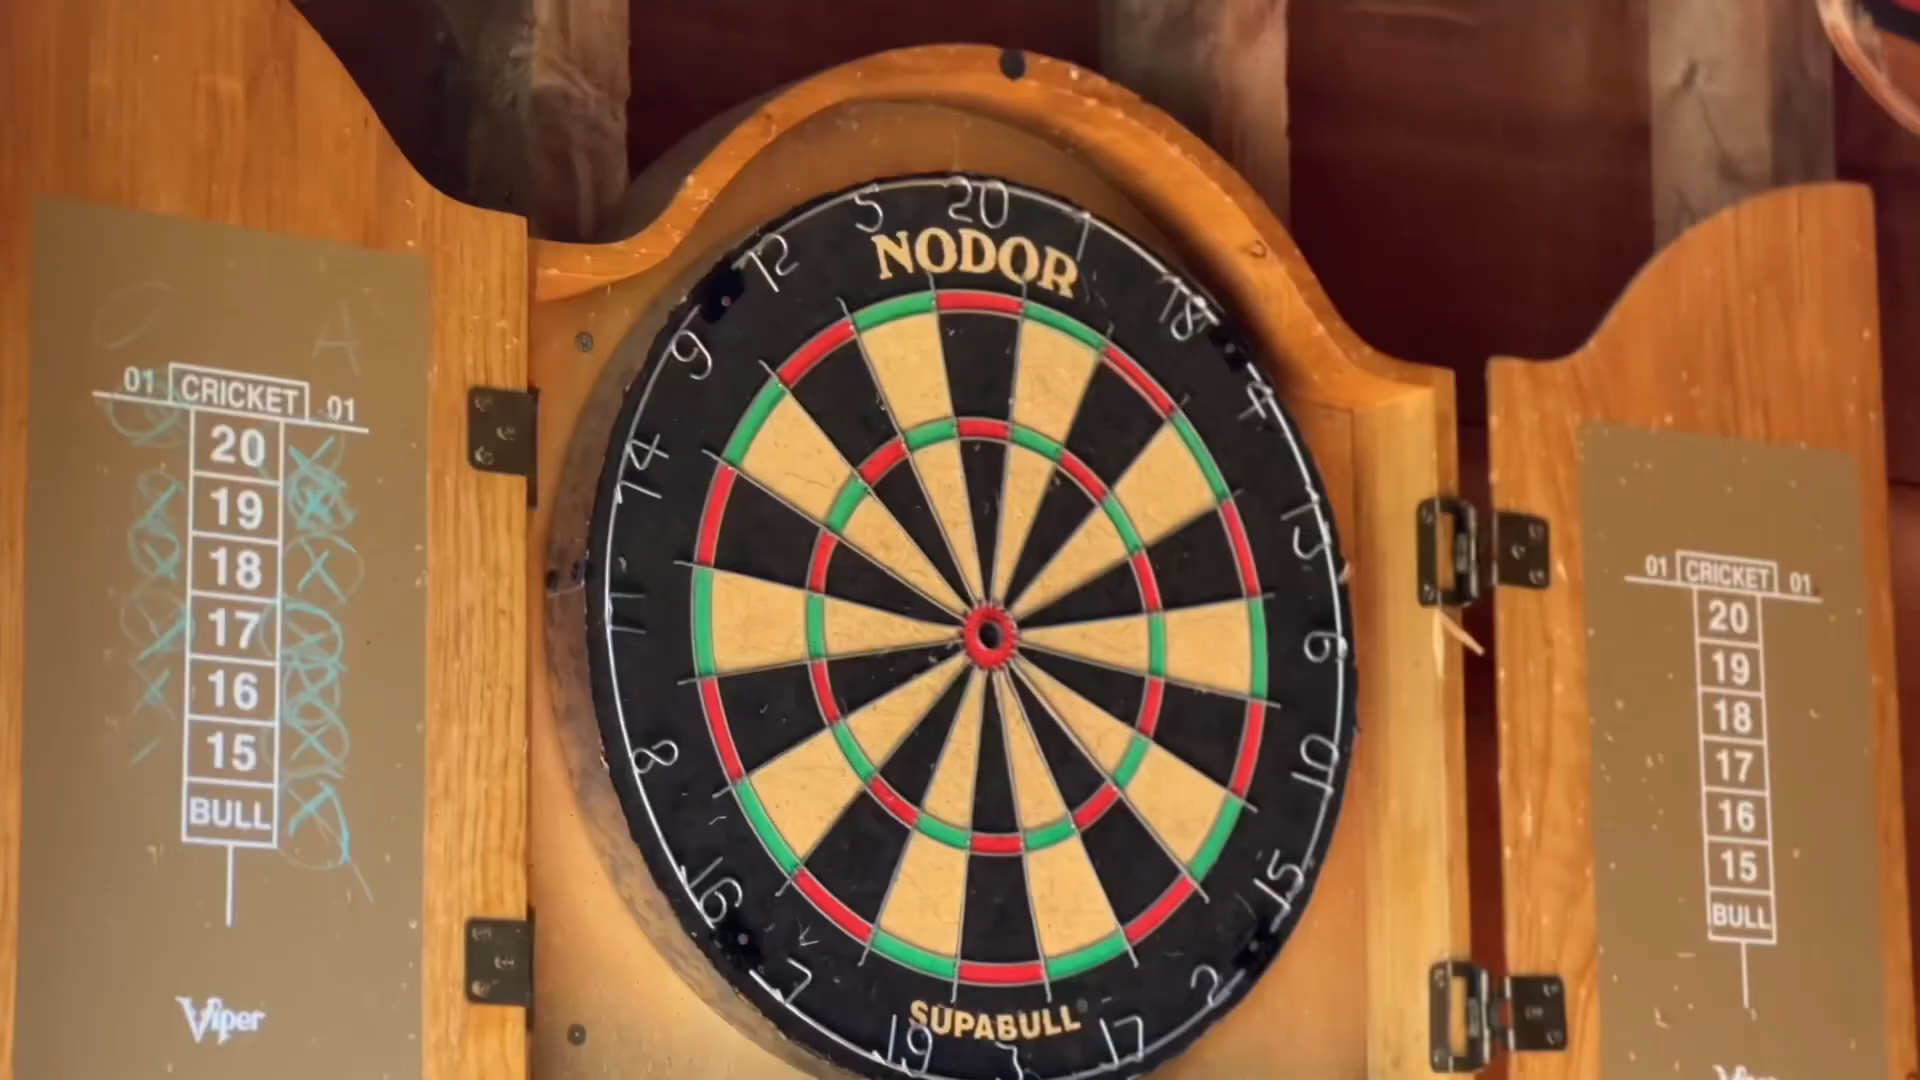 5 20 1
12 18
NODOR
9 4
14 13
11 6
8 10
16 15
7 2
SUPABULL
19 3 17
01 CRICKET 01
20
19
18
17
16
15
BULL
Viper
01 CRICKET 01
20
19
18
17
16
15
BULL